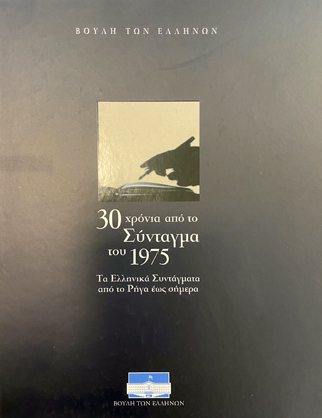 ΒΟΥΛΗ ΤΩΝ ΕΛΛΗΝΩΝ
30 χρόνια από το
Σύνταγμα
του 1975
Τα Ελληνικά Συντάγματα
από το Ρήγα έως σήμερα
ΒΟΥΛΗ ΤΩΝ ΕΛΛΗΝΩΝ